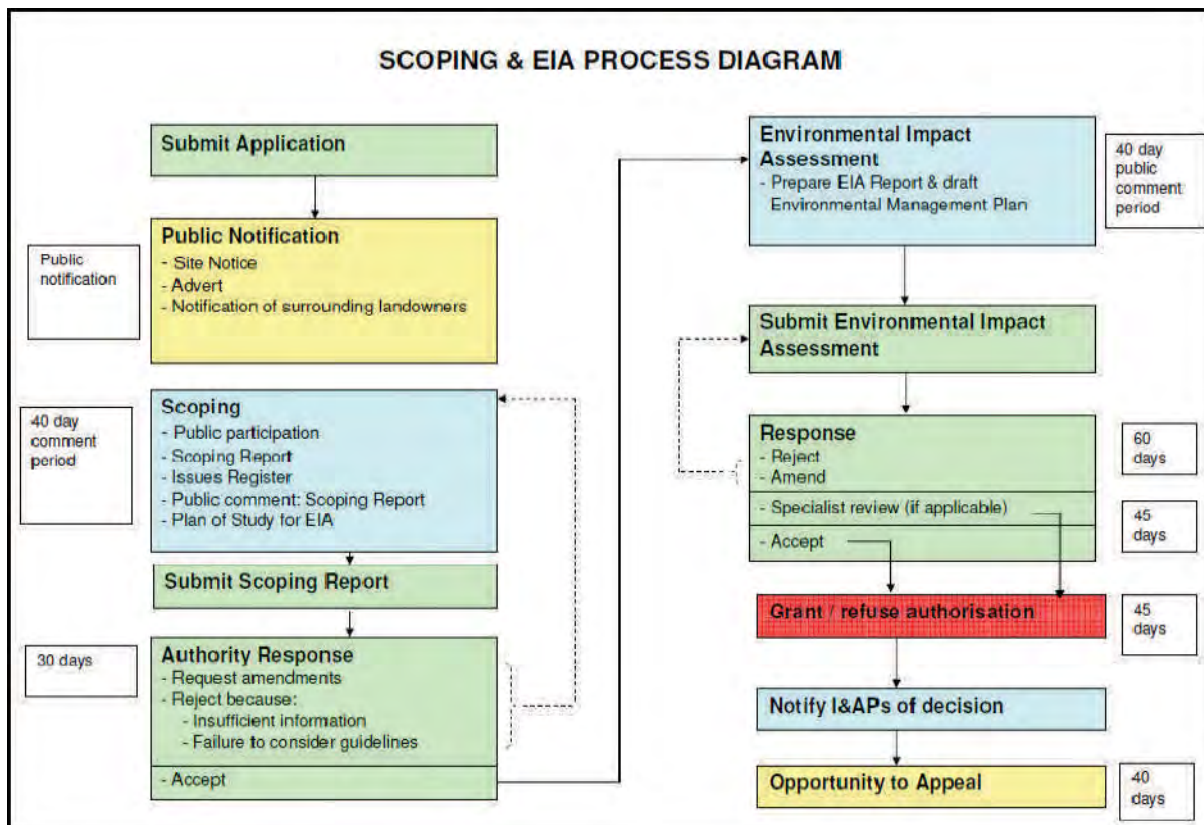 SCOPING & EIA PROCESS DIAGRAM
Submit Application
Public
notification
Public Notification
- Site Notice
- Advert
- Notification of surrounding landowners
40 day
comment
period
Scoping
- Public participation
- Scoping Report
- Issues Register
- Public comment: Scoping Report
- Plan of Study for EIA
Submit Scoping Report
30 days
Authority Response
- Request amendments
- Reject because:
- Insufficient information
- Failure to consider guidelines
- Accept
Environmental Impact
Assessment
- Prepare EIA Report & draft
Environmental Management Plan
40 day
public
comment
period
Submit Environmental Impact
Assessment
Response
- Reject
- Amend
60
days
- Specialist review (if applicable)
- Accept
45
days
Grant / refuse authorisation
45
days
Notify I&APs of decision
Opportunity to Appeal
40
days